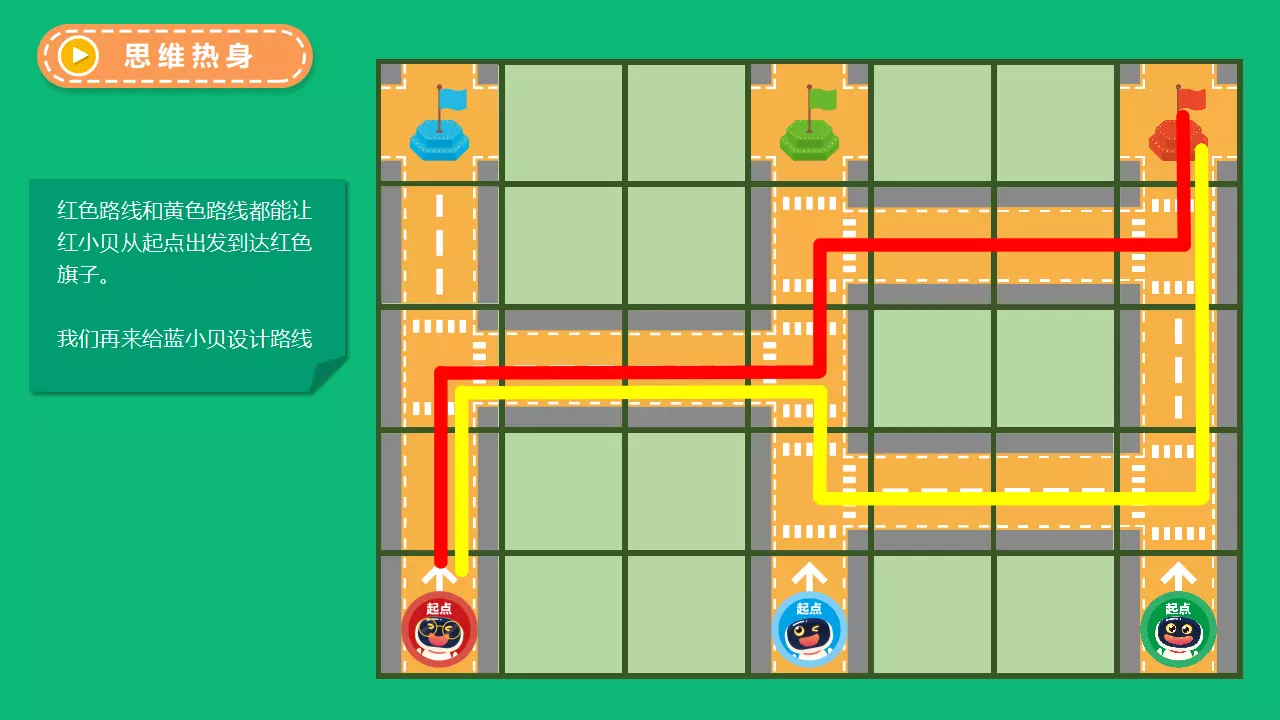 思维热身
红色路线和黄色路线都能让
红小贝从起点出发到达红色
旗子。
我们再来给蓝小贝设计路线
起点
起点
起点